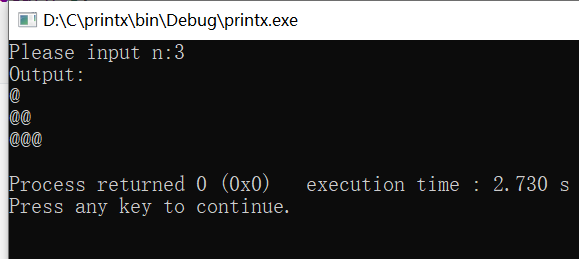 D:\C\printx\bin\Debug\printx.exe
Please input n:3
Output:
@
@@
@@@
Process returned 0 (0x0)   execution time : 2.730 s
Press any key to continue.